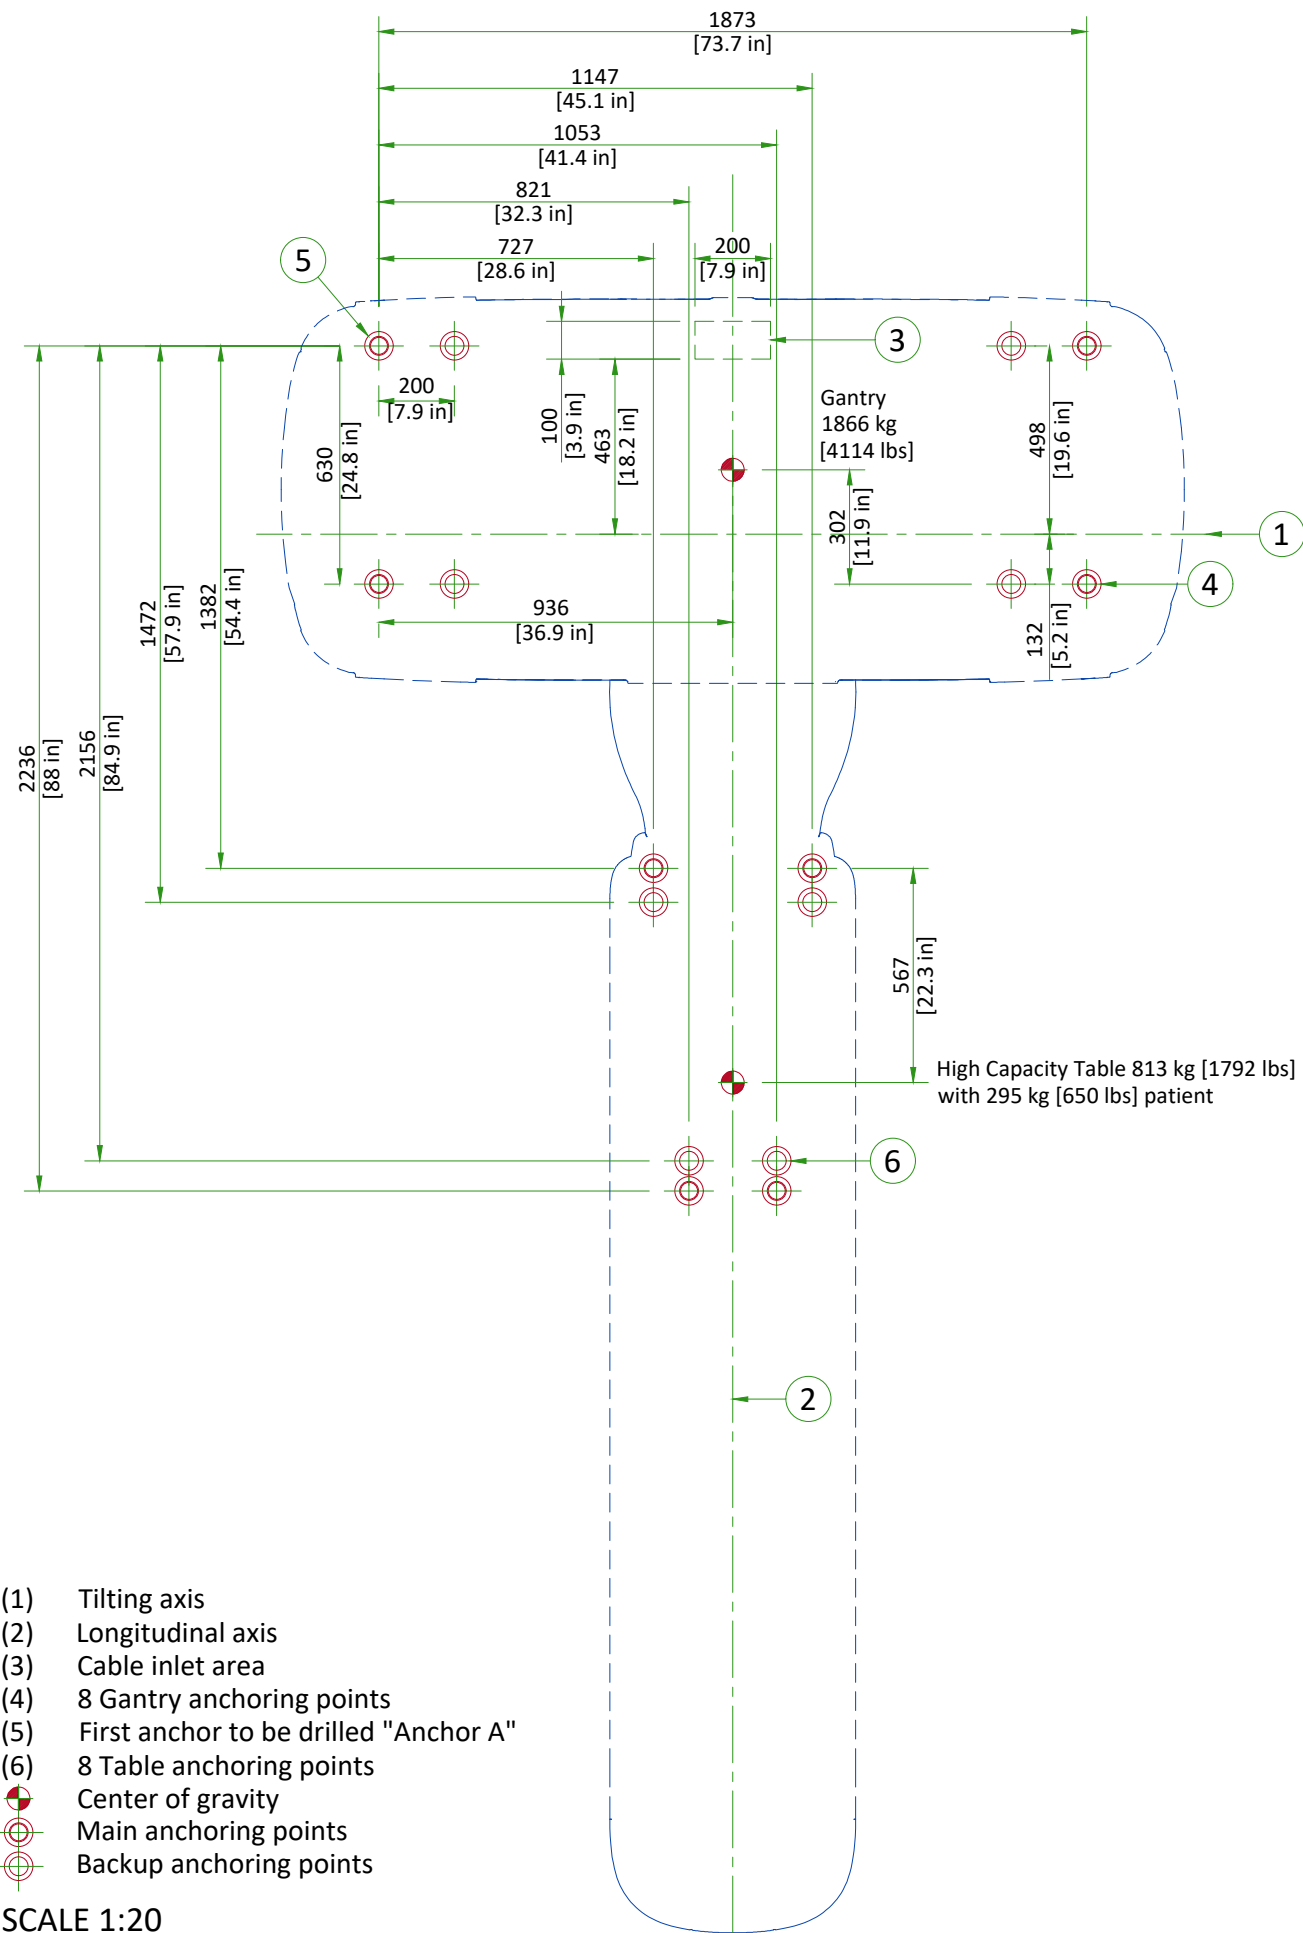 1873
[73.7 in]
1147
[45.1 in]
1053
[41.4 in]
821
[32.3 in]
727
[28.6 in]
200
[7.9 in]
5
3
200
[7.9 in]
100
[3.9 in]
463
[18.2 in]
Gantry
1866 kg
[4114 lbs]
498
[19.6 in]
630
[24.8 in]
302
[11.9 in]
1
4
936
[36.9 in]
132
[5.2 in]
1382
[54.4 in]
1472
[57.9 in]
2156
[84.9 in]
2236
[88 in]
567
[22.3 in]
High Capacity Table 813 kg [1792 lbs]
with 295 kg [650 lbs] patient
6
2
(1) Tilting axis
(2) Longitudinal axis
(3) Cable inlet area
(4) 8 Gantry anchoring points
(5) First anchor to be drilled "Anchor A"
(6) 8 Table anchoring points
Center of gravity
Main anchoring points
Backup anchoring points
SCALE 1:20